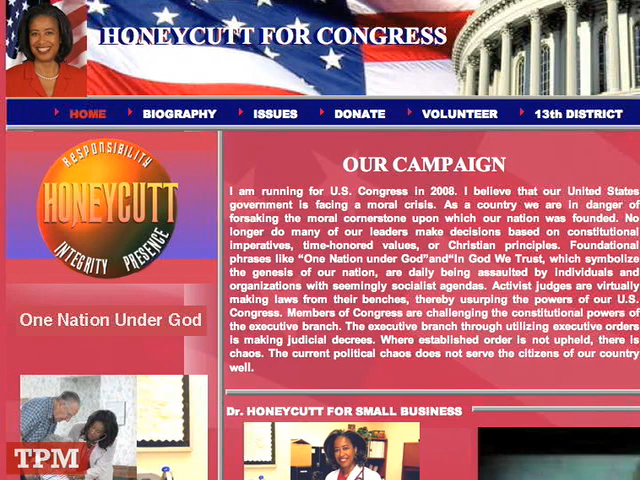 HONEYCUTT FOR CONGRESS
HOME BIOGRAPHY ISSUES DONATE VOLUNTEER 13th DISTRICT
RESPONSIBILITY
HONEYCUTT
INTEGRITY PRESENCE
One Nation Under God
OUR CAMPAIGN
I am running for U.S. Congress in 2008. I believe that our United States
government is facing a moral crisis. As a country we are in danger of
forsaking the moral cornerstone upon which our nation was founded. No
longer do many of our leaders make decisions based on constitutional
imperatives, time-honored values, or Christian principles. Foundational
phrases like “One Nation under God”and“In God We Trust, which symbolize
the genesis of our nation, are daily being assaulted by individuals and
organizations with seemingly socialist agendas. Activist judges are virtually
making laws from their benches, thereby usurping the powers of our U.S.
Congress. Members of Congress are challenging the constitutional powers of
the executive branch. The executive branch through utilizing executive orders
is making judicial decrees. Where established order is not upheld, there is
chaos. The current political chaos does not serve the citizens of our country
well.
Dr. HONEYCUTT FOR SMALL BUSINESS
TPM